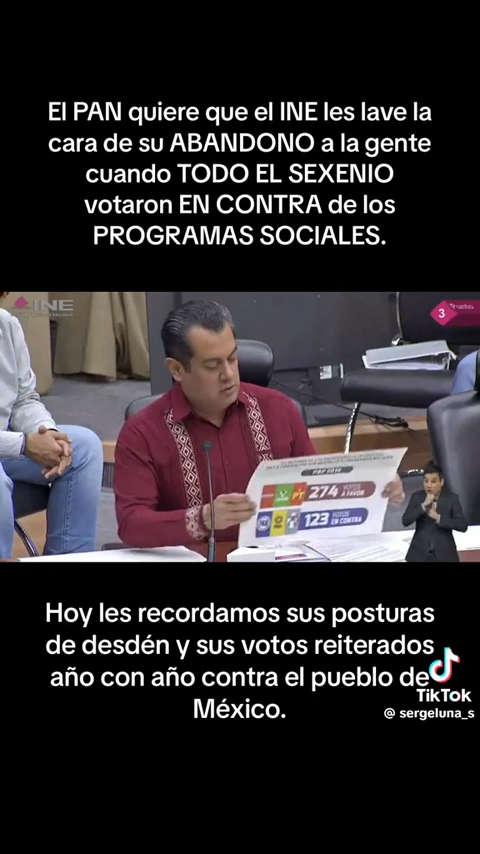 El PAN quiere que el INE les lave la
cara de su ABANDONO a la gente
cuando TODO EL SEXENIO
votaron EN CONTRA de los
PROGRAMAS SOCIALES.
INE
3
274 VOTOS
A FAVOR
PT
123 VOTOS
EN CONTRA
Hoy les recordamos sus posturas
de desdén y sus votos reiterados
año con año contra el pueblo de
México.
TikTok
@ sergeluna_s